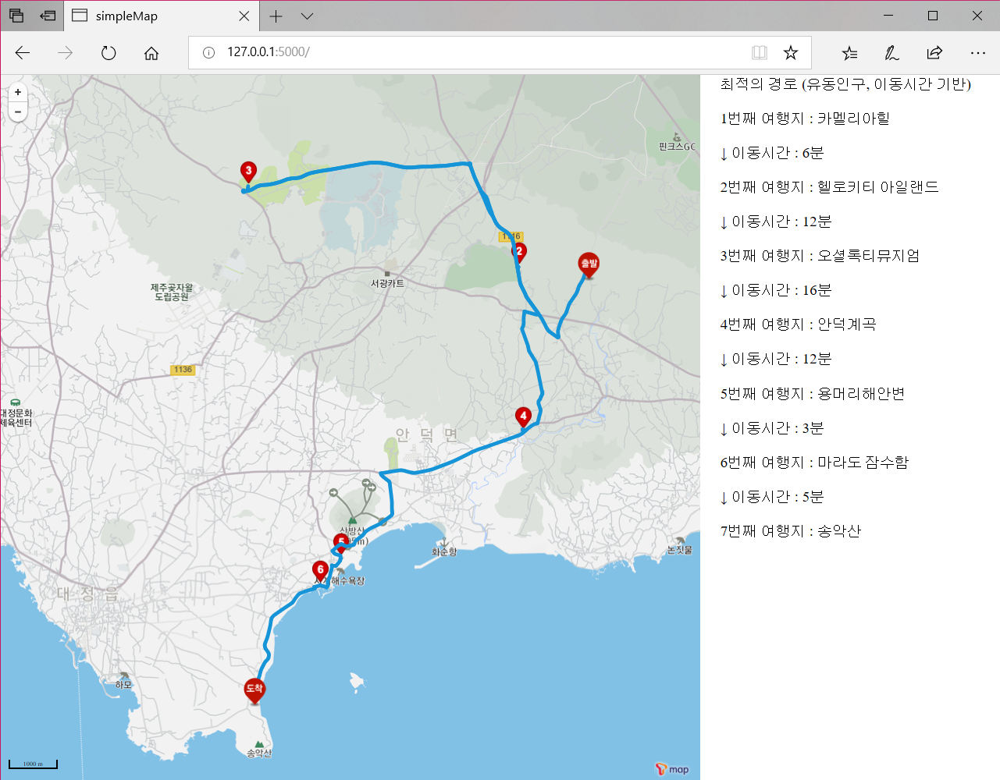 simpleMap
127.0.0.1:5000/
최적의 경로 (유동인구, 이동시간 기반)
1번째 여행지 : 카멜리아힐
↓ 이동시간 : 6분
2번째 여행지 : 헬로키티 아일랜드
↓ 이동시간 : 12분
3번째 여행지 : 오셜록티뮤지엄
↓ 이동시간 : 16분
4번째 여행지 : 안덕계곡
↓ 이동시간 : 12분
5번째 여행지 : 용머리해안변
↓ 이동시간 : 3분
6번째 여행지 : 마라도 잠수함
↓ 이동시간 : 5분
7번째 여행지 : 송악산
+
−
핀크스GC
3
1116
2
출발
서광카트
제주곶자왈
도립공원
1136
대정문화
체육센터
4
안덕면
산방산
5
6
해수욕장
화순항
논짓물
대정읍
하모
도착
송악산
1000 m
T map